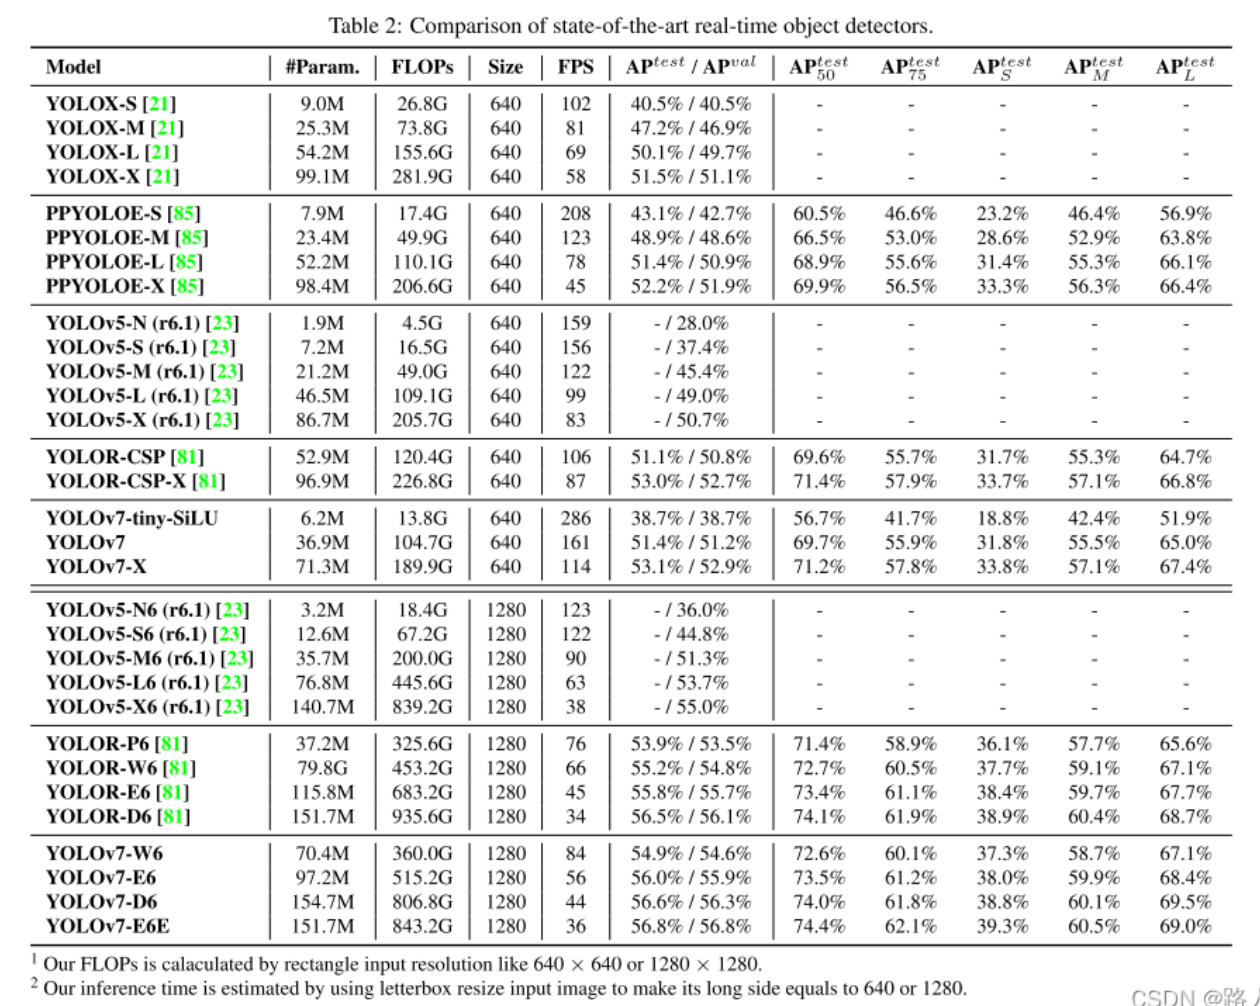 Table 2: Comparison of state-of-the-art real-time object detectors.
Model #Param. FLOPs Size FPS AP^test / AP^val AP_50^test AP_75^test AP_S^test AP_M^test AP_L^test
YOLOX-S [21] 9.0M 26.8G 640 102 40.5% / 40.5% - - - - -
YOLOX-M [21] 25.3M 73.8G 640 81 47.2% / 46.9% - - - - -
YOLOX-L [21] 54.2M 155.6G 640 69 50.1% / 49.7% - - - - -
YOLOX-X [21] 99.1M 281.9G 640 58 51.5% / 51.1% - - - - -
PPYOLOE-S [85] 7.9M 17.4G 640 208 43.1% / 42.7% 60.5% 46.6% 23.2% 46.4% 56.9%
PPYOLOE-M [85] 23.4M 49.9G 640 123 48.9% / 48.6% 66.5% 53.0% 28.6% 52.9% 63.8%
PPYOLOE-L [85] 52.2M 110.1G 640 78 51.4% / 50.9% 68.9% 55.6% 31.4% 55.3% 66.1%
PPYOLOE-X [85] 98.4M 206.6G 640 45 52.2% / 51.9% 69.9% 56.5% 33.3% 56.3% 66.4%
YOLOv5-N (r6.1) [23] 1.9M 4.5G 640 159 - / 28.0% - - - - -
YOLOv5-S (r6.1) [23] 7.2M 16.5G 640 156 - / 37.4% - - - - -
YOLOv5-M (r6.1) [23] 21.2M 49.0G 640 122 - / 45.4% - - - - -
YOLOv5-L (r6.1) [23] 46.5M 109.1G 640 99 - / 49.0% - - - - -
YOLOv5-X (r6.1) [23] 86.7M 205.7G 640 83 - / 50.7% - - - - -
YOLOR-CSP [81] 52.9M 120.4G 640 106 51.1% / 50.8% 69.6% 55.7% 31.7% 55.3% 64.7%
YOLOR-CSP-X [81] 96.9M 226.8G 640 87 53.0% / 52.7% 71.4% 57.9% 33.7% 57.1% 66.8%
YOLOv7-tiny-SiLU 6.2M 13.8G 640 286 38.7% / 38.7% 56.7% 41.7% 18.8% 42.4% 51.9%
YOLOv7 36.9M 104.7G 640 161 51.4% / 51.2% 69.7% 55.9% 31.8% 55.5% 65.0%
YOLOv7-X 71.3M 189.9G 640 114 53.1% / 52.9% 71.2% 57.8% 33.8% 57.1% 67.4%
YOLOv5-N6 (r6.1) [23] 3.2M 18.4G 1280 123 - / 36.0% - - - - -
YOLOv5-S6 (r6.1) [23] 12.6M 67.2G 1280 122 - / 44.8% - - - - -
YOLOv5-M6 (r6.1) [23] 35.7M 200.0G 1280 90 - / 51.3% - - - - -
YOLOv5-L6 (r6.1) [23] 76.8M 445.6G 1280 63 - / 53.7% - - - - -
YOLOv5-X6 (r6.1) [23] 140.7M 839.2G 1280 38 - / 55.0% - - - - -
YOLOR-P6 [81] 37.2M 325.6G 1280 76 53.9% / 53.5% 71.4% 58.9% 36.1% 57.7% 65.6%
YOLOR-W6 [81] 79.8G 453.2G 1280 66 55.2% / 54.8% 72.7% 60.5% 37.7% 59.1% 67.1%
YOLOR-E6 [81] 115.8M 683.2G 1280 45 55.8% / 55.7% 73.4% 61.1% 38.4% 59.7% 67.7%
YOLOR-D6 [81] 151.7M 935.6G 1280 34 56.5% / 56.1% 74.1% 61.9% 38.9% 60.4% 68.7%
YOLOv7-W6 70.4M 360.0G 1280 84 54.9% / 54.6% 72.6% 60.1% 37.3% 58.7% 67.1%
YOLOv7-E6 97.2M 515.2G 1280 56 56.0% / 55.9% 73.5% 61.2% 38.0% 59.9% 68.4%
YOLOv7-D6 154.7M 806.8G 1280 44 56.6% / 56.3% 74.0% 61.8% 38.8% 60.1% 69.5%
YOLOv7-E6E 151.7M 843.2G 1280 36 56.8% / 56.8% 74.4% 62.1% 39.3% 60.5% 69.0%
1 Our FLOPs is calaculated by rectangle input resolution like 640 × 640 or 1280 × 1280.
2 Our inference time is estimated by using letterbox resize input image to make its long side equals to 640 or 1280.
CSDN @路